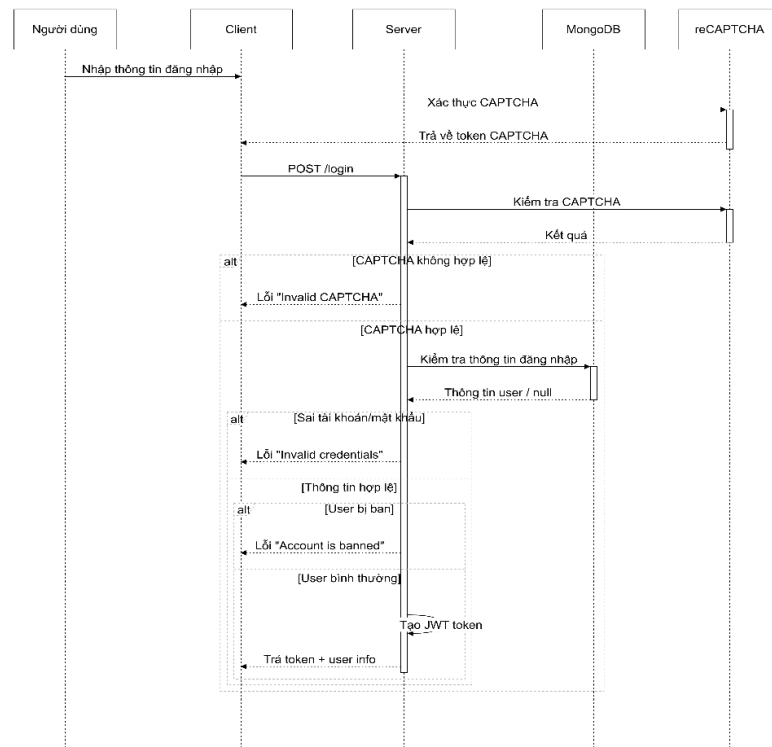 Người dùng
Client
Server
MongoDB
reCAPTCHA
Nhập thông tin đăng nhập
Xác thực CAPTCHA
Trả về token CAPTCHA
POST /login
Kiểm tra CAPTCHA
Kết quả
alt
[CAPTCHA không hợp lệ]
Lỗi "Invalid CAPTCHA"
[CAPTCHA hợp lệ]
Kiểm tra thông tin đăng nhập
Thông tin user / null
alt
[Sai tài khoản/mật khẩu]
Lỗi "Invalid credentials"
[Thông tin hợp lệ]
alt
[User bị ban]
Lỗi "Account is banned"
[User bình thường]
Tạo JWT token
Trả token + user info